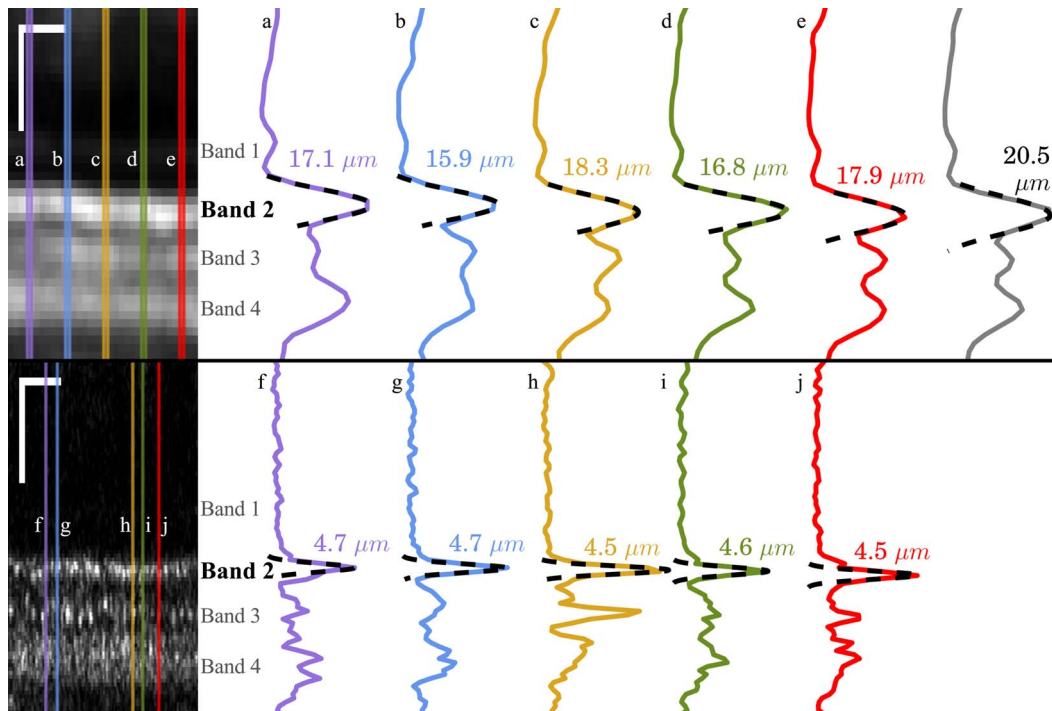 a b c d e
a b c d e
Band 1
17.1 μm 15.9 μm 18.3 μm 16.8 μm 17.9 μm 20.5
μm
Band 2
Band 3
Band 4
f g h i j
f g h i j
Band 1
4.7 μm 4.7 μm 4.5 μm 4.6 μm 4.5 μm
Band 2
Band 3
Band 4